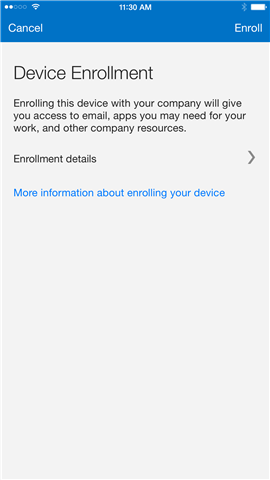 11:30 AM
Cancel
Enroll
Device Enrollment
Enrolling this device with your company will give
you access to email, apps you may need for your
work, and other company resources.
Enrollment details
More information about enrolling your device